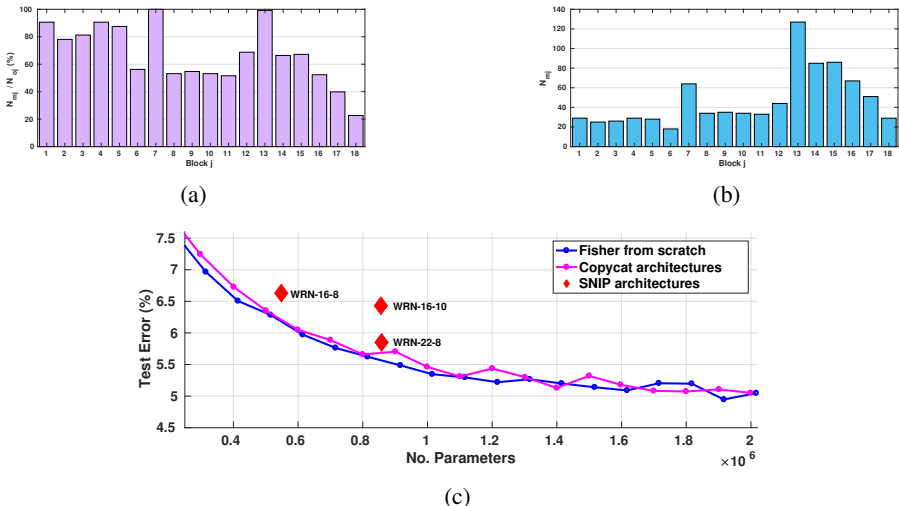 100
80
60
40
20
0
N_mj / N_oj (%)
1 2 3 4 5 6 7 8 9 10 11 12 13 14 15 16 17 18
Block j
(a)
140
120
100
80
60
40
20
0
N_mj
1 2 3 4 5 6 7 8 9 10 11 12 13 14 15 16 17 18
Block j
(b)
7.5
7
6.5
6
5.5
5
4.5
Test Error (%)
Fisher from scratch
Copycat architectures
SNIP architectures
WRN-16-8
WRN-16-10
WRN-22-8
0.4 0.6 0.8 1 1.2 1.4 1.6 1.8 2
No. Parameters
×10^6
(c)